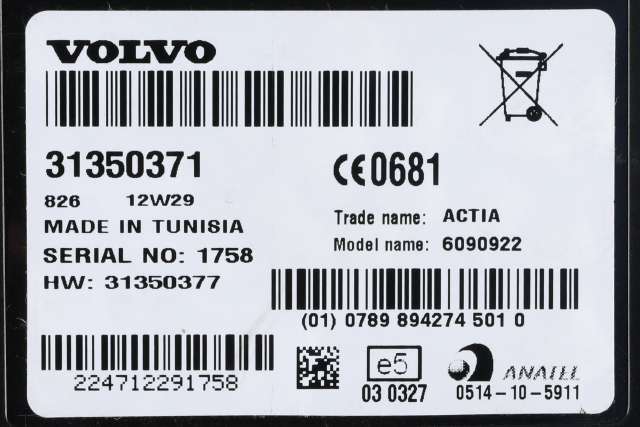 VOLVO
31350371
826 12W29
MADE IN TUNISIA
SERIAL NO: 1758
HW: 31350377
CE0681
Trade name: ACTIA
Model name: 6090922
(01) 0789 894274 501 0
224712291758
e5
03 0327
ANATEL
0514-10-5911